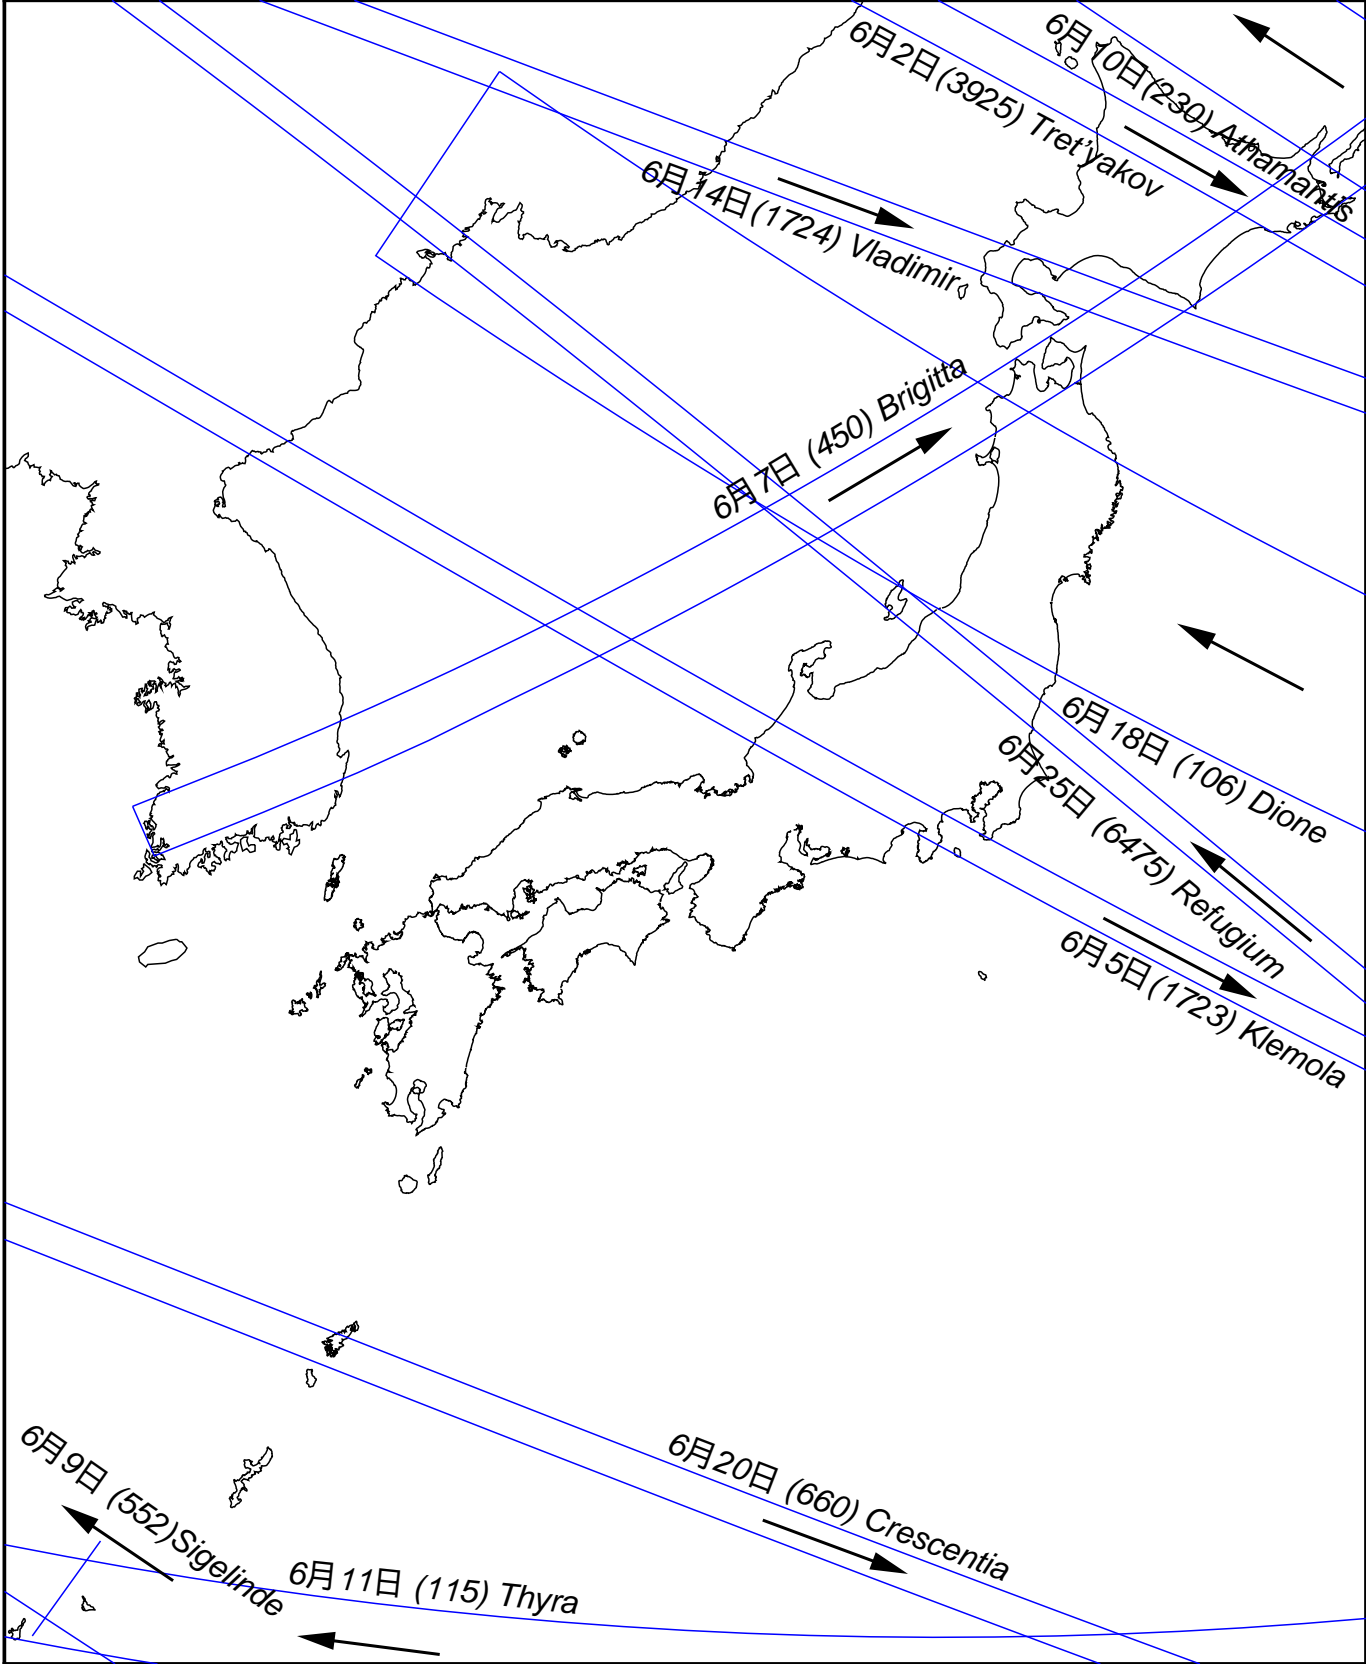 6月10日(230) Athamantis
6月2日(3925) Tret'yakov
6月14日(1724) Vladimir
6月7日 (450) Brigitta
6月18日 (106) Dione
6月25日 (6475) Refugium
6月5日(1723) Klemola
6月20日 (660) Crescentia
6月9日 (552)Sigelinde
6月11日 (115) Thyra